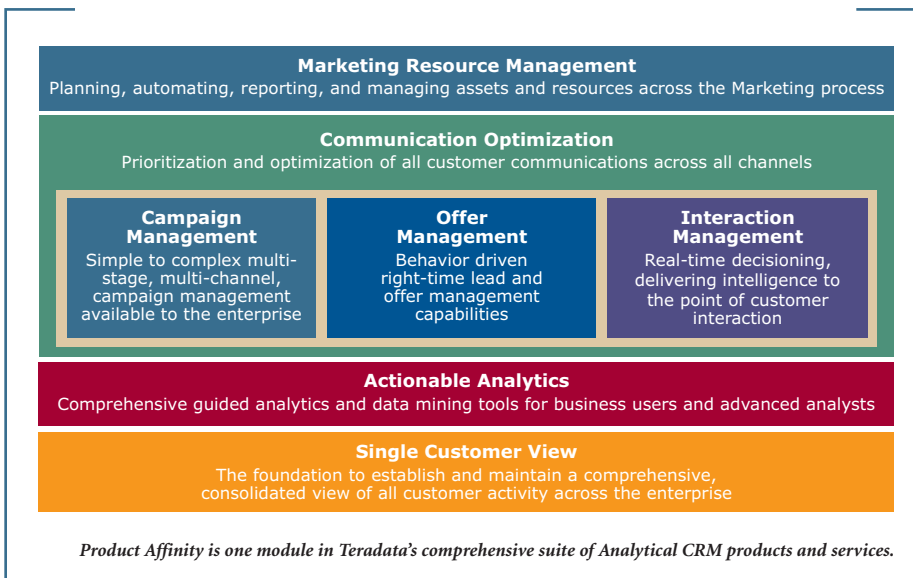 Marketing Resource Management
Planning, automating, reporting, and managing assets and resources across the Marketing process
Communication Optimization
Prioritization and optimization of all customer communications across all channels
Campaign
Management
Simple to complex multi-
stage, multi-channel,
campaign management
available to the enterprise
Offer
Management
Behavior driven
right-time lead and
offer management
capabilities
Interaction
Management
Real-time decisioning,
delivering intelligence to
the point of customer
interaction
Actionable Analytics
Comprehensive guided analytics and data mining tools for business users and advanced analysts
Single Customer View
The foundation to establish and maintain a comprehensive,
consolidated view of all customer activity across the enterprise
Product Affinity is one module in Teradata's comprehensive suite of Analytical CRM products and services.